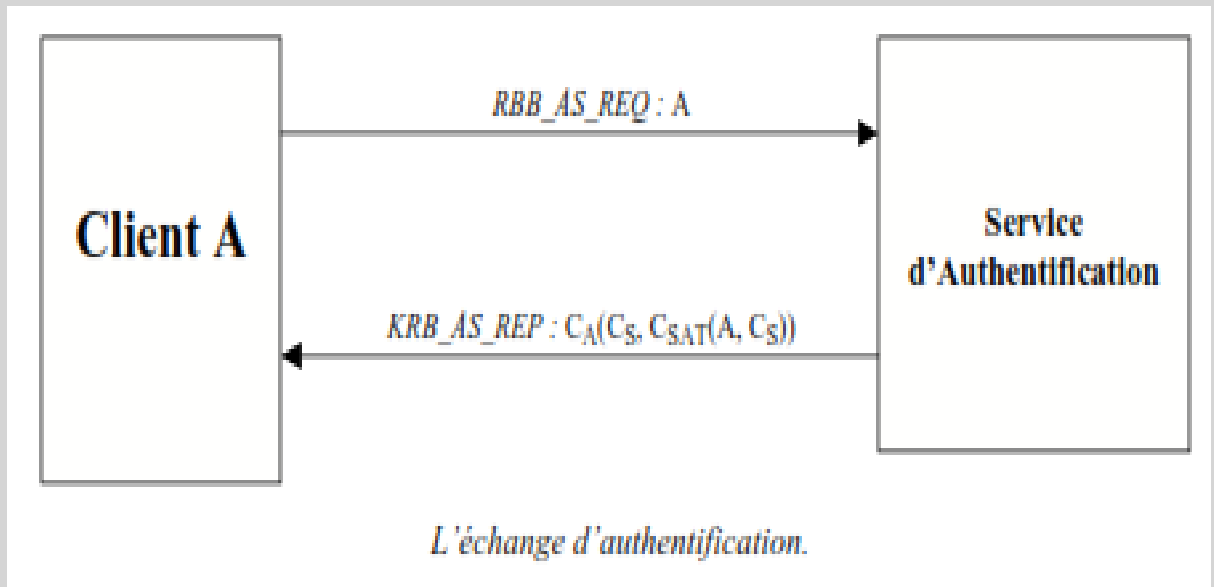 RBB_AS_REQ : A
Client A
Service
d'Authentification
KRB_AS_REP : CA(CS, CSAT(A, CS))
L'échange d'authentification.